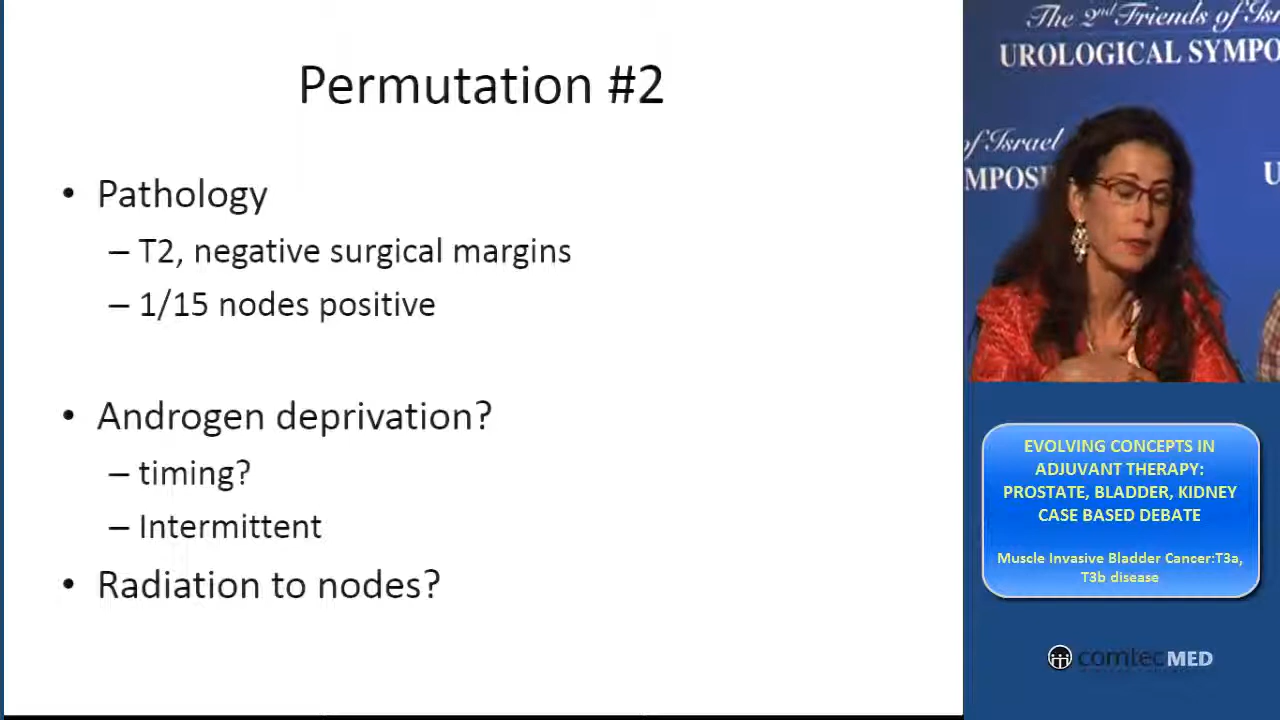 Permutation #2
• Pathology
– T2, negative surgical margins
– 1/15 nodes positive
• Androgen deprivation?
– timing?
– Intermittent
• Radiation to nodes?
The 2nd Friends of Isr
UROLOGICAL SYMPO
of Israel
MPOS
U
EVOLVING CONCEPTS IN
ADJUVANT THERAPY:
PROSTATE, BLADDER, KIDNEY
CASE BASED DEBATE
Muscle Invasive Bladder Cancer:T3a,
T3b disease
comtecMED